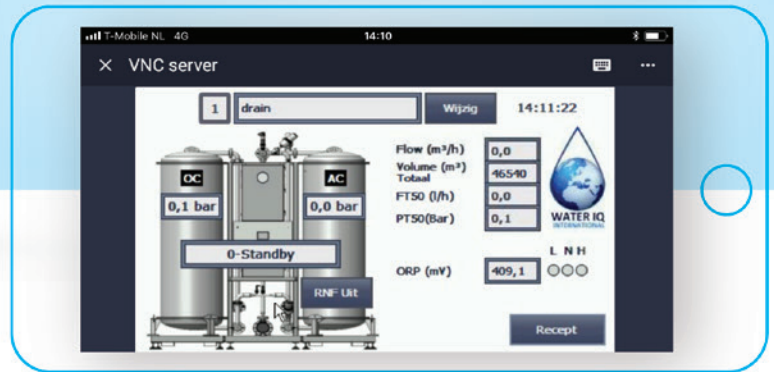 T-Mobile NL 4G 14:10
× VNC server
1 drain Wijzig 14:11:22
OC
0,1 bar
AC
0,0 bar
0-Standby
RNF Uit
Flow (m³/h) 0,0
Volume (m³)
Totaal 46540
FT50 (l/h) 0,0
PT50(Bar) 0,1
WATER IQ
INTERNATIONAL
L N H
ORP (mV) 409,1
Recept